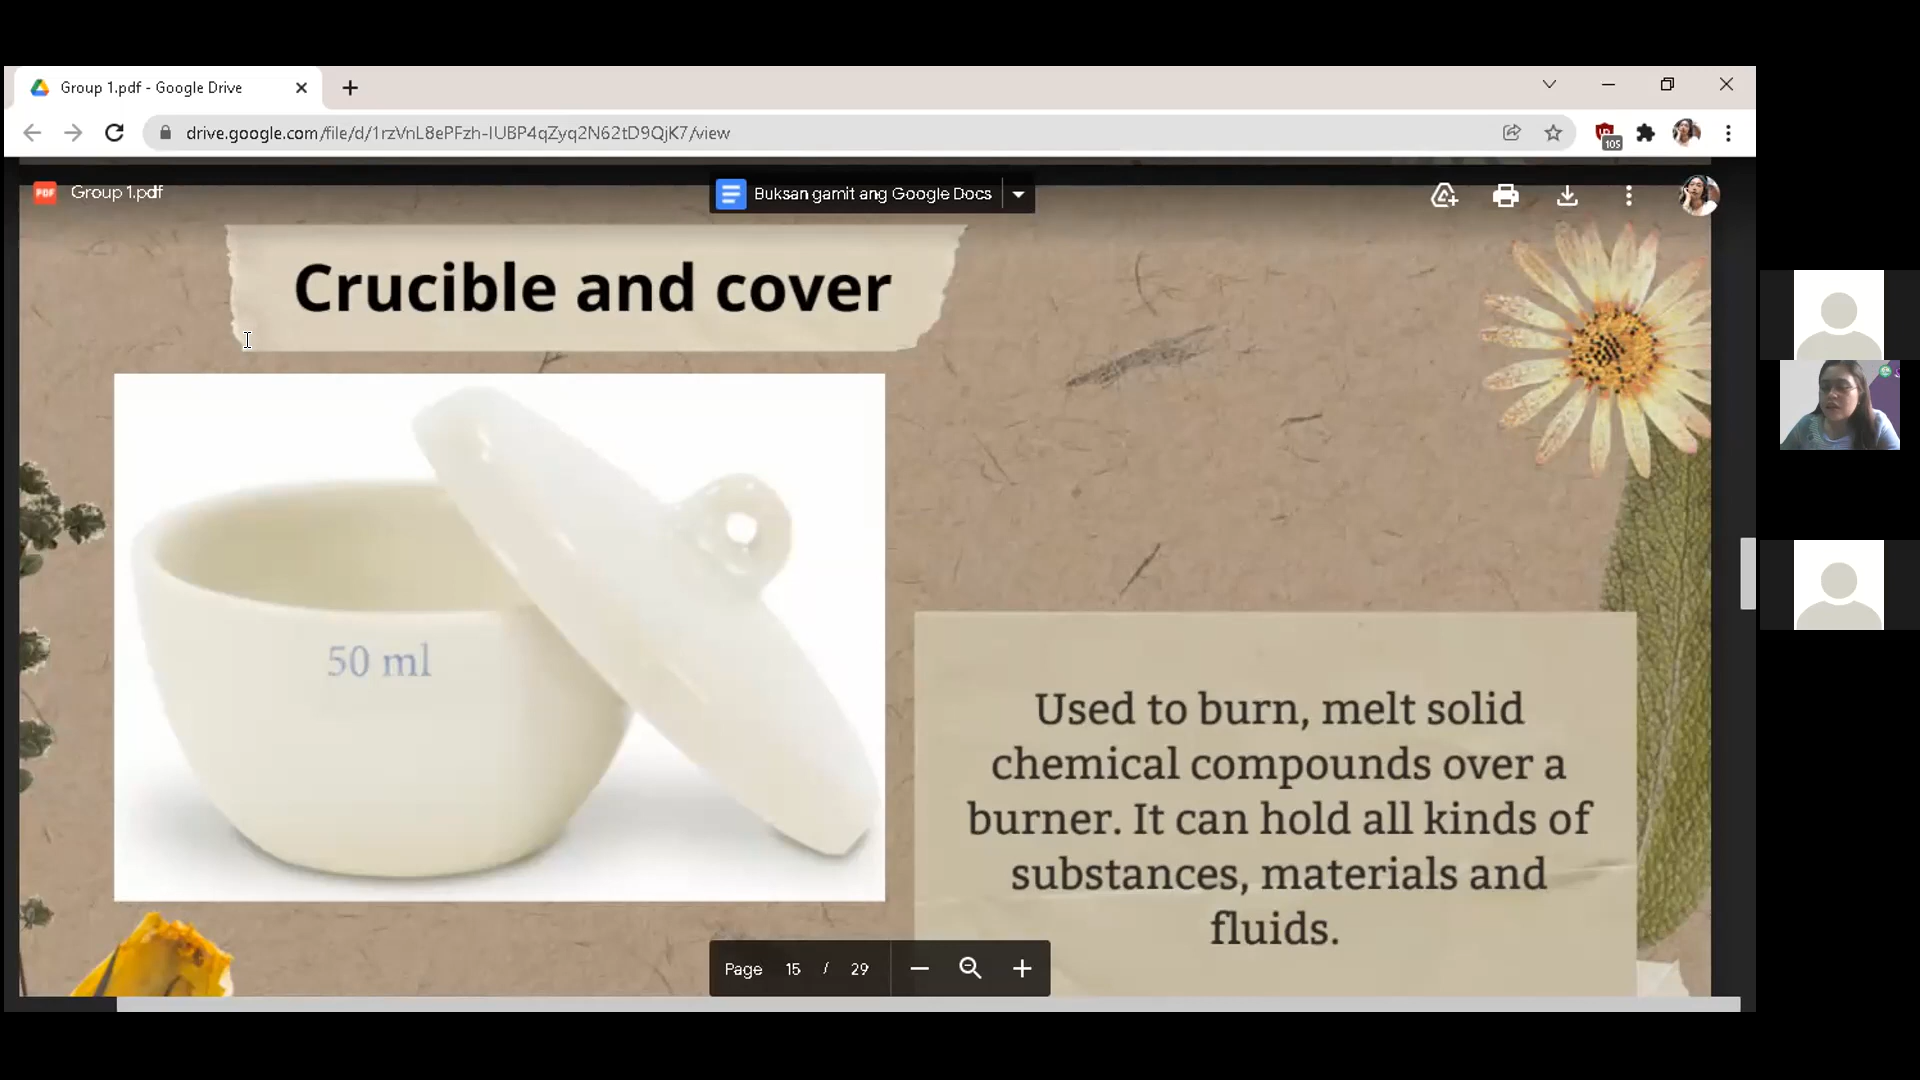 Group 1.pdf - Google Drive
drive.google.com/file/d/1rzVnL8ePFzh-IUBP4qZyq2N62tD9QjK7/view
105
PDF Group 1.pdf
Buksan gamit ang Google Docs
Crucible and cover
50 ml
Used to burn, melt solid
chemical compounds over a
burner. It can hold all kinds of
substances, materials and
fluids.
Page 15 / 29